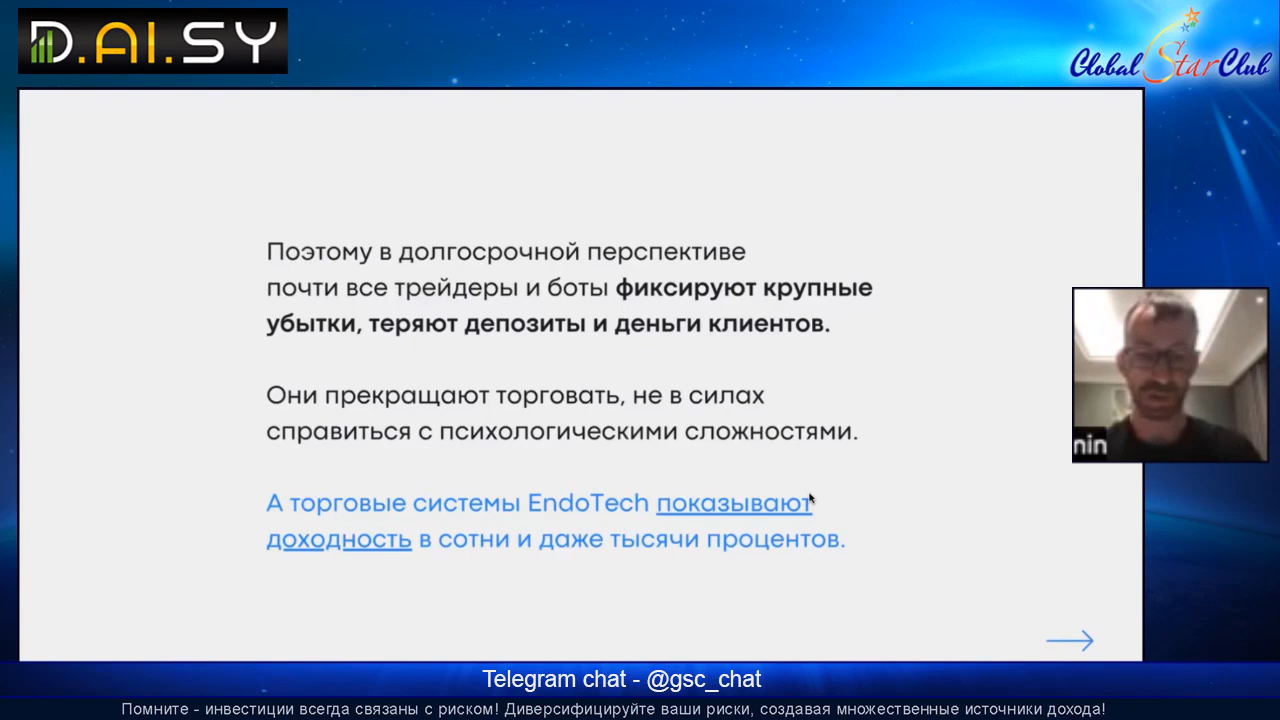 D.AI.SY
Global Star Club
Поэтому в долгосрочной перспективе
почти все трейдеры и боты фиксируют крупные
убытки, теряют депозиты и деньги клиентов.
Они прекращают торговать, не в силах
справиться с психологическими сложностями.
А торговые системы EndoTech показывают
доходность в сотни и даже тысячи процентов.
nin
Telegram chat - @gsc_chat
Помните - инвестиции всегда связаны с риском! Диверсифицируйте ваши риски, создавая множественные источники дохода!